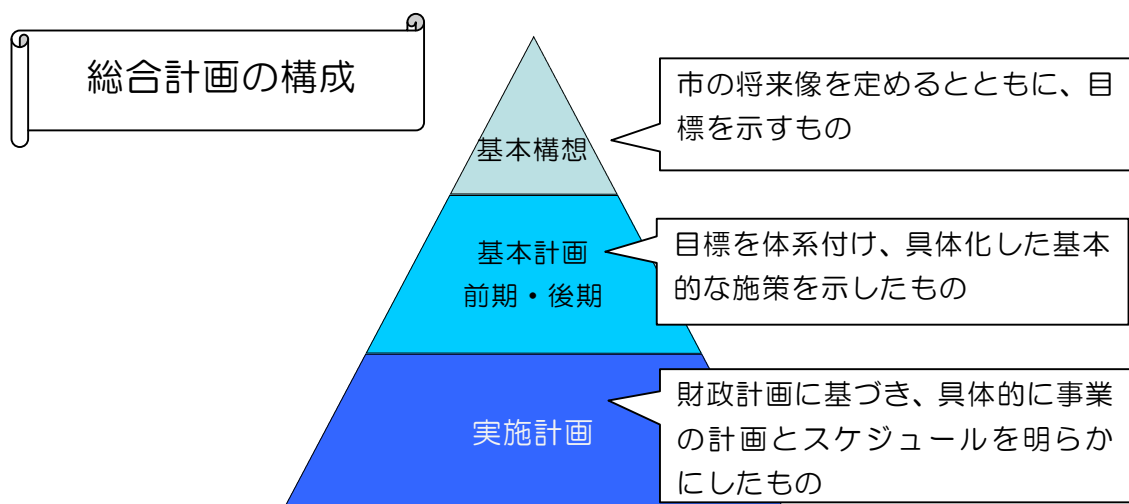 総合計画の構成
基本構想
市の将来像を定めるとともに、目
標を示すもの
基本計画
前期・後期
目標を体系付け、具体化した基本
的な施策を示したもの
実施計画
財政計画に基づき、具体的に事業
の計画とスケジュールを明らか
にしたもの